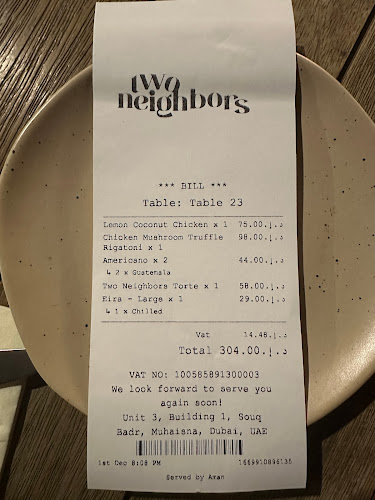 two
neighbors
*** BILL ***
Table: Table 23
Lemon Coconut Chicken x 1 75.00.د.إ
Chicken Mushroom Truffle 98.00.د.إ
Rigatoni x 1
Americano x 2 44.00.د.إ
↳ 2 x Guatemala
Two Neighbors Torte x 1 58.00.د.إ
Eira - Large x 1 29.00.د.إ
↳ 1 x Chilled
Vat 14.48.د.إ
Total 304.00.د.إ
VAT NO: 100585891300003
We look forward to serve you
again soon!
Unit 3, Building 1, Souq
Badr, Muhaisna, Dubai, UAE
1st Dec 8:08 PM 1669910896135
Served by Aman